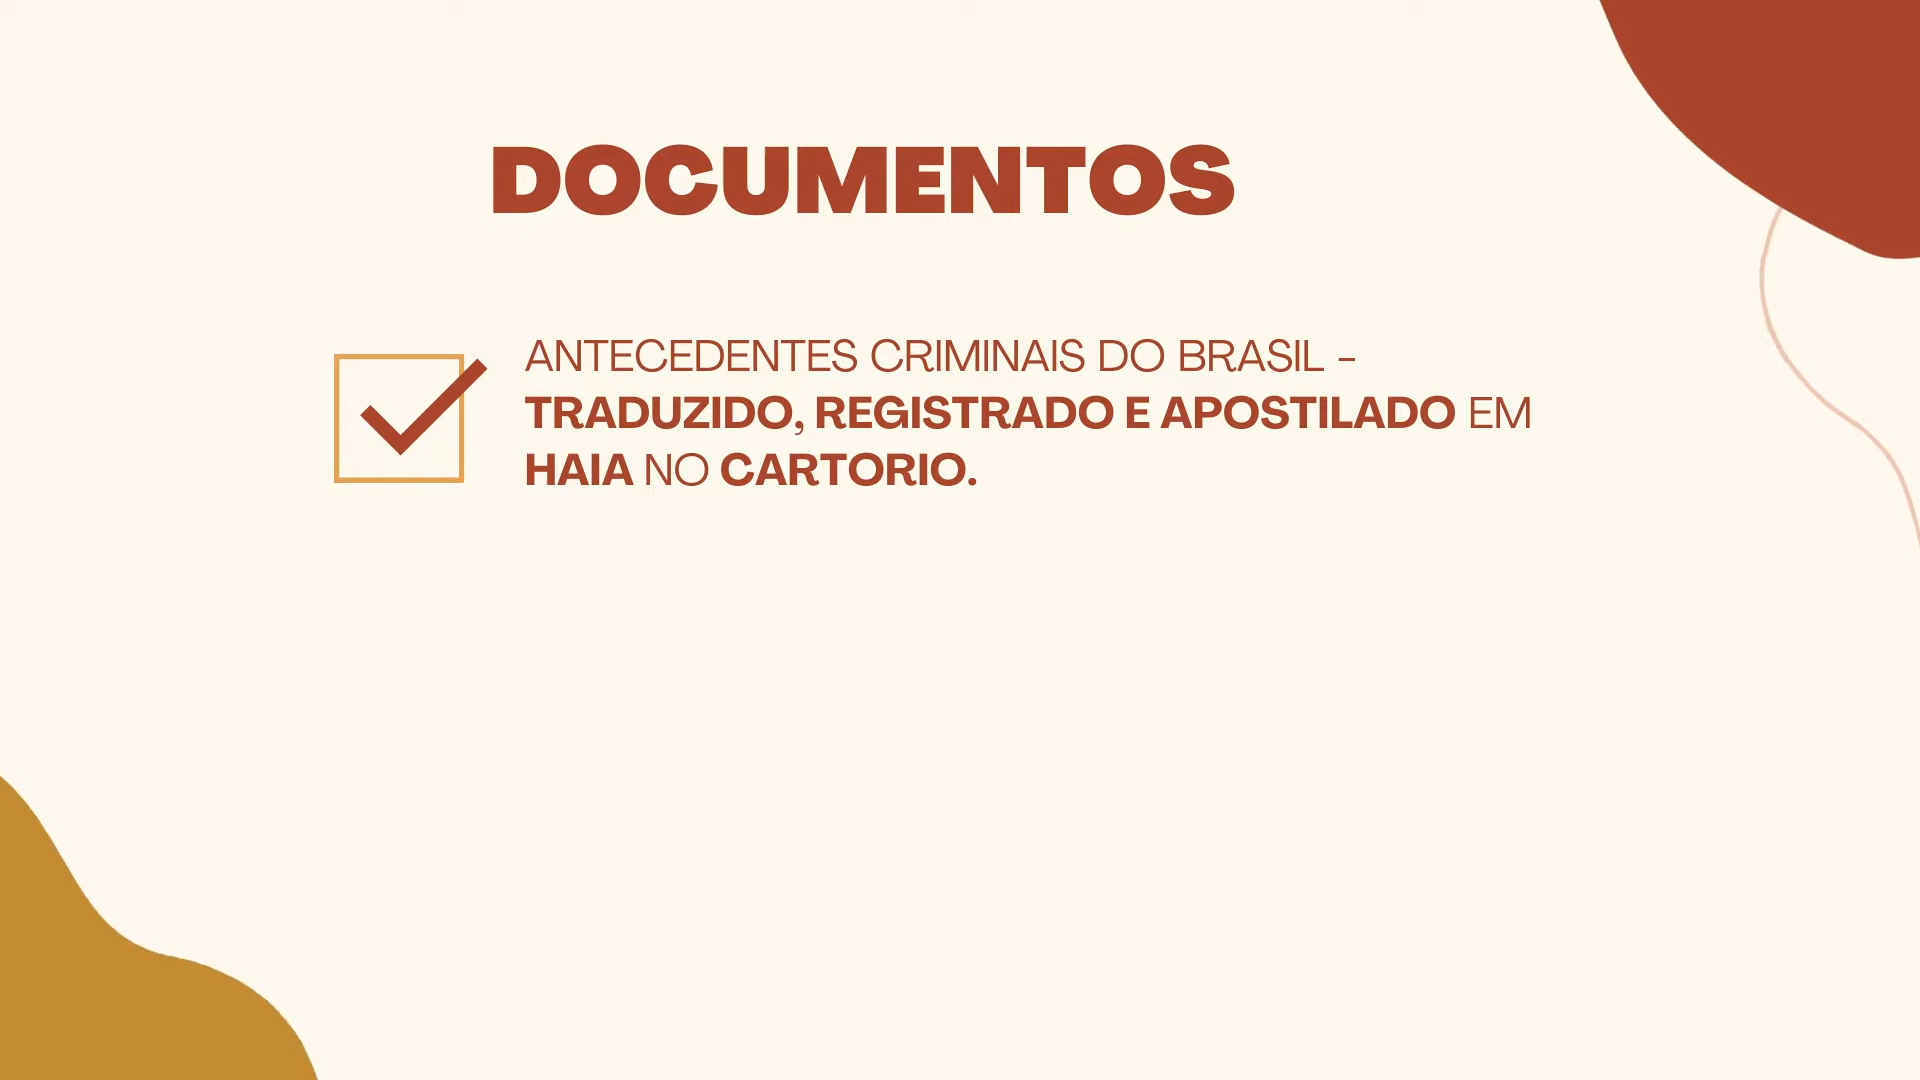 DOCUMENTOS
ANTECEDENTES CRIMINAIS DO BRASIL –
TRADUZIDO, REGISTRADO E APOSTILADO EM
HAIA NO CARTORIO.